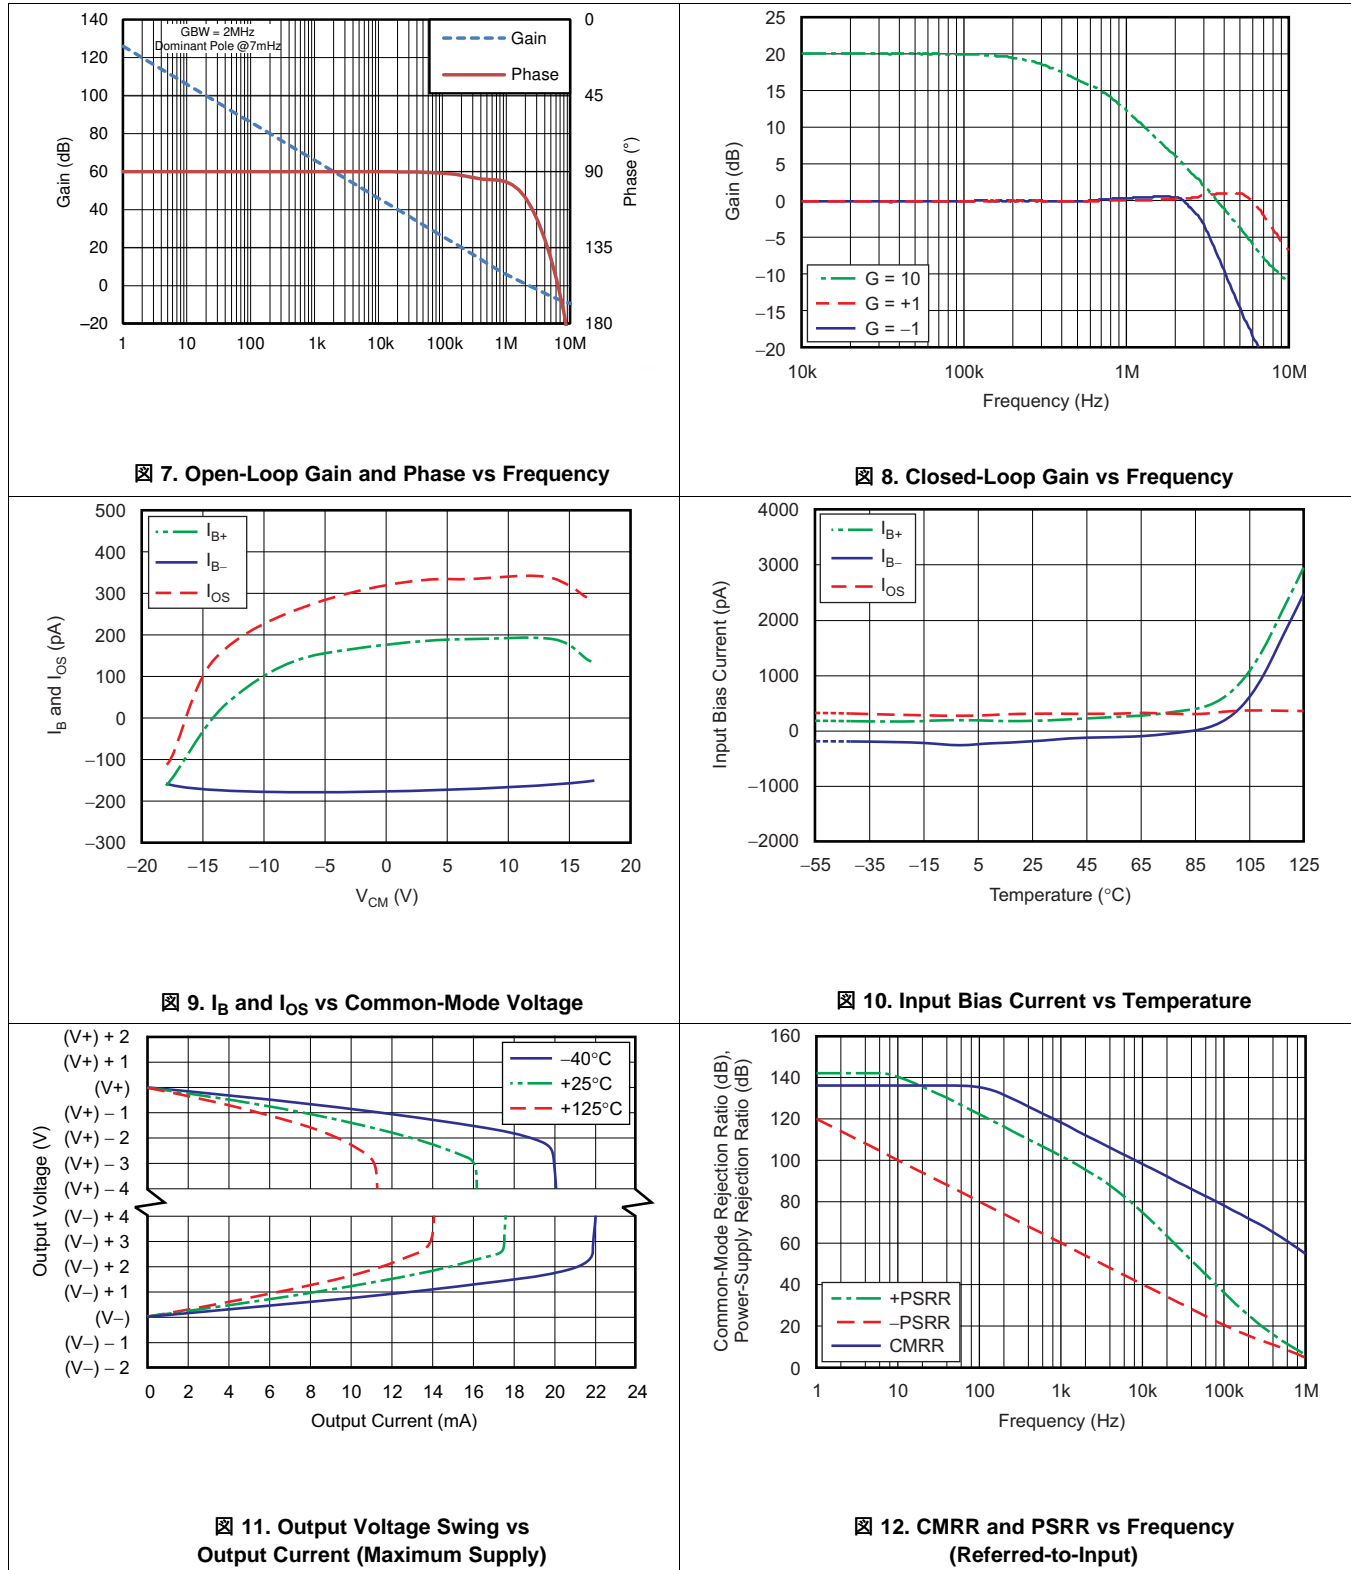 140
120
100
80
60
40
20
0
–20
Gain (dB)
GBW = 2MHz
Dominant Pole @7mHz
Gain
Phase
0
45
90
135
180
Phase (°)
1 10 100 1k 10k 100k 1M 10M
図 7. Open-Loop Gain and Phase vs Frequency
25
20
15
10
5
0
–5
–10
–15
–20
Gain (dB)
G = 10
G = +1
G = –1
10k 100k 1M 10M
Frequency (Hz)
図 8. Closed-Loop Gain vs Frequency
500
400
300
200
100
0
–100
–200
–300
IB and IOS (pA)
IB+
IB–
IOS
–20 –15 –10 –5 0 5 10 15 20
VCM (V)
図 9. IB and IOS vs Common-Mode Voltage
4000
3000
2000
1000
0
–1000
–2000
Input Bias Current (pA)
IB+
IB–
IOS
–55 –35 –15 5 25 45 65 85 105 125
Temperature (°C)
図 10. Input Bias Current vs Temperature
(V+) + 2
(V+) + 1
(V+)
(V+) – 1
(V+) – 2
(V+) – 3
(V+) – 4
(V–) + 4
(V–) + 3
(V–) + 2
(V–) + 1
(V–)
(V–) – 1
(V–) – 2
Output Voltage (V)
–40°C
+25°C
+125°C
0 2 4 6 8 10 12 14 16 18 20 22 24
Output Current (mA)
図 11. Output Voltage Swing vs
Output Current (Maximum Supply)
160
140
120
100
80
60
40
20
0
Common-Mode Rejection Ratio (dB),
Power-Supply Rejection Ratio (dB)
+PSRR
–PSRR
CMRR
1 10 100 1k 10k 100k 1M
Frequency (Hz)
図 12. CMRR and PSRR vs Frequency
(Referred-to-Input)